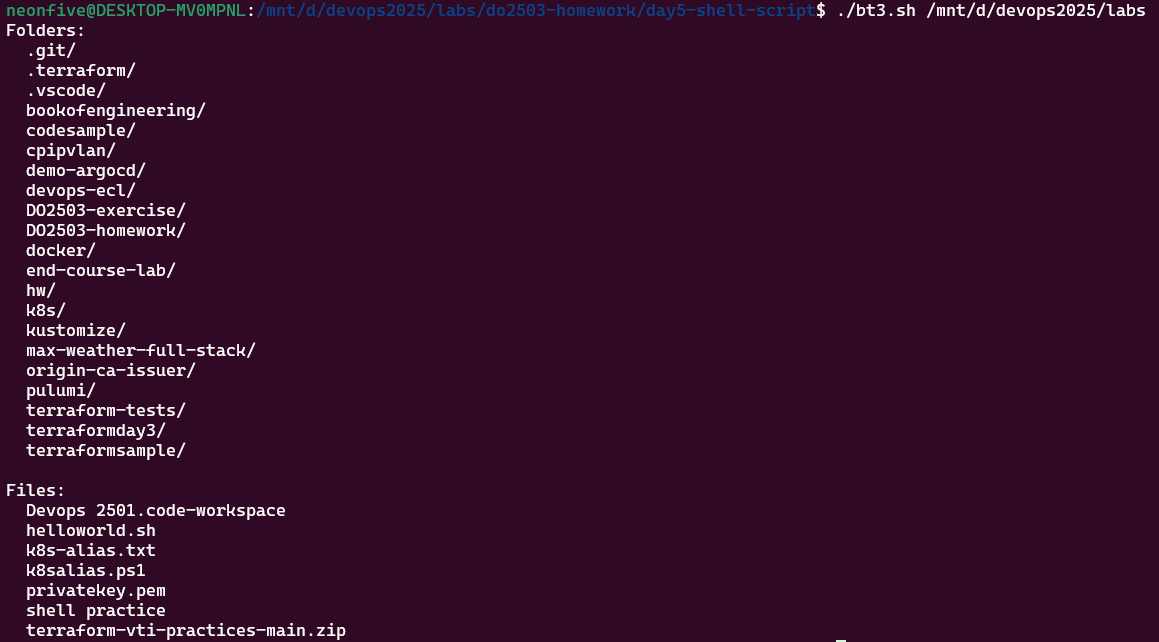 neonfive@DESKTOP-MV0MPNL:/mnt/d/devops2025/labs/do2503-homework/day5-shell-script$ ./bt3.sh /mnt/d/devops2025/labs
Folders:
  .git/
  .terraform/
  .vscode/
  bookofengineering/
  codesample/
  cpipvlan/
  demo-argocd/
  devops-ecl/
  DO2503-exercise/
  DO2503-homework/
  docker/
  end-course-lab/
  hw/
  k8s/
  kustomize/
  max-weather-full-stack/
  origin-ca-issuer/
  pulumi/
  terraform-tests/
  terraformday3/
  terraformsample/

Files:
  Devops 2501.code-workspace
  helloworld.sh
  k8s-alias.txt
  k8salias.ps1
  privatekey.pem
  shell practice
  terraform-vti-practices-main.zip